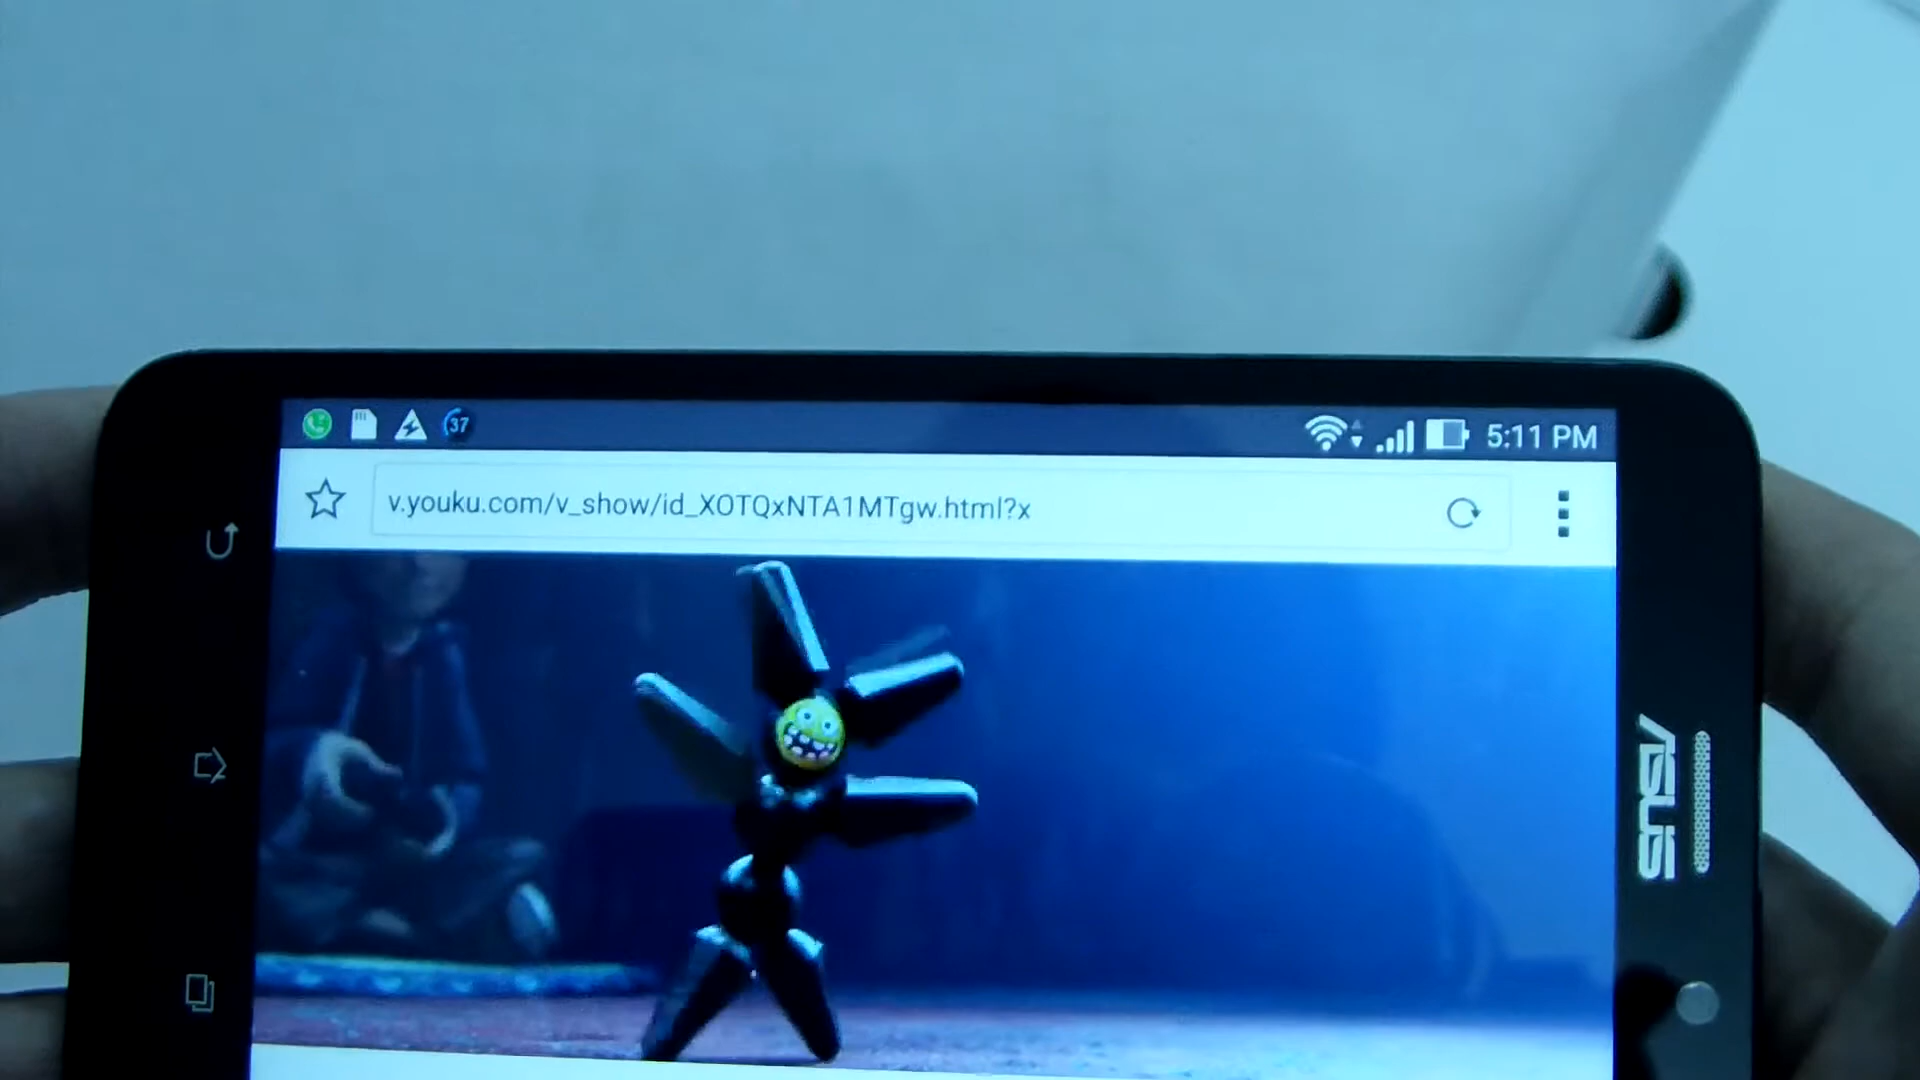 37
5:11 PM
v.youku.com/v_show/id_XOTQxNTA1MTgw.html?x
ASUS